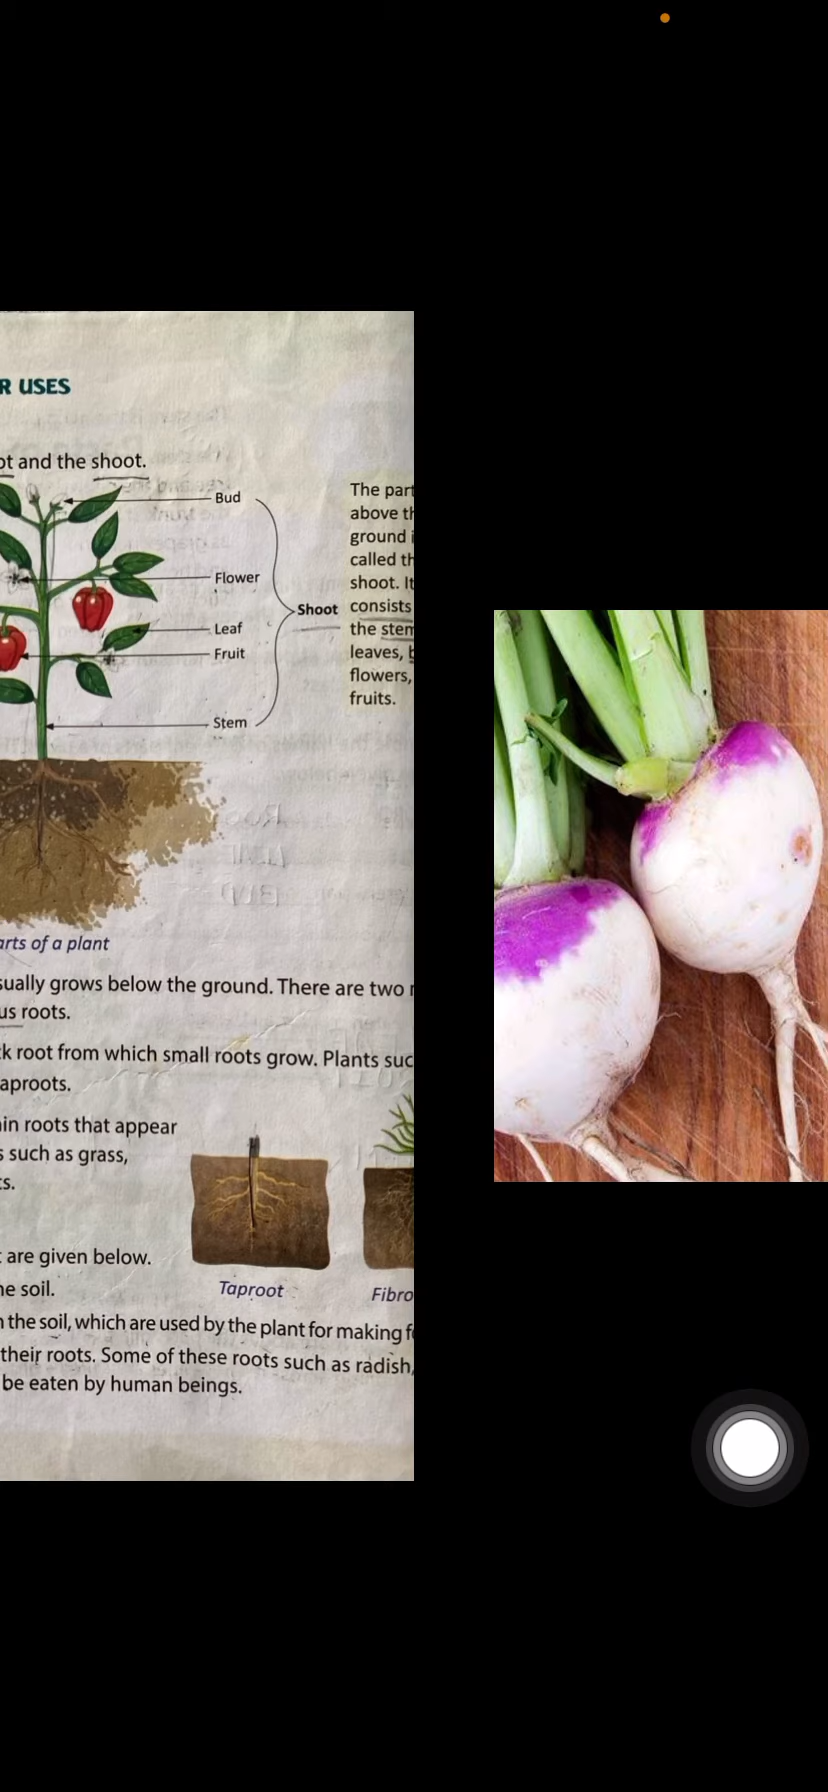 R USES
ot and the shoot.
Bud
Flower
Leaf
Fruit
Stem
Shoot
The part
above th
ground i
called th
shoot. It
consists
the stem
leaves, b
flowers,
fruits.
arts of a plant
sually grows below the ground. There are two
us roots.
ck root from which small roots grow. Plants suc
aproots.
in roots that appear
s such as grass,
ts.
t are given below.
he soil.
Taproot
Fibro
n the soil, which are used by the plant for making f
their roots. Some of these roots such as radish,
be eaten by human beings.